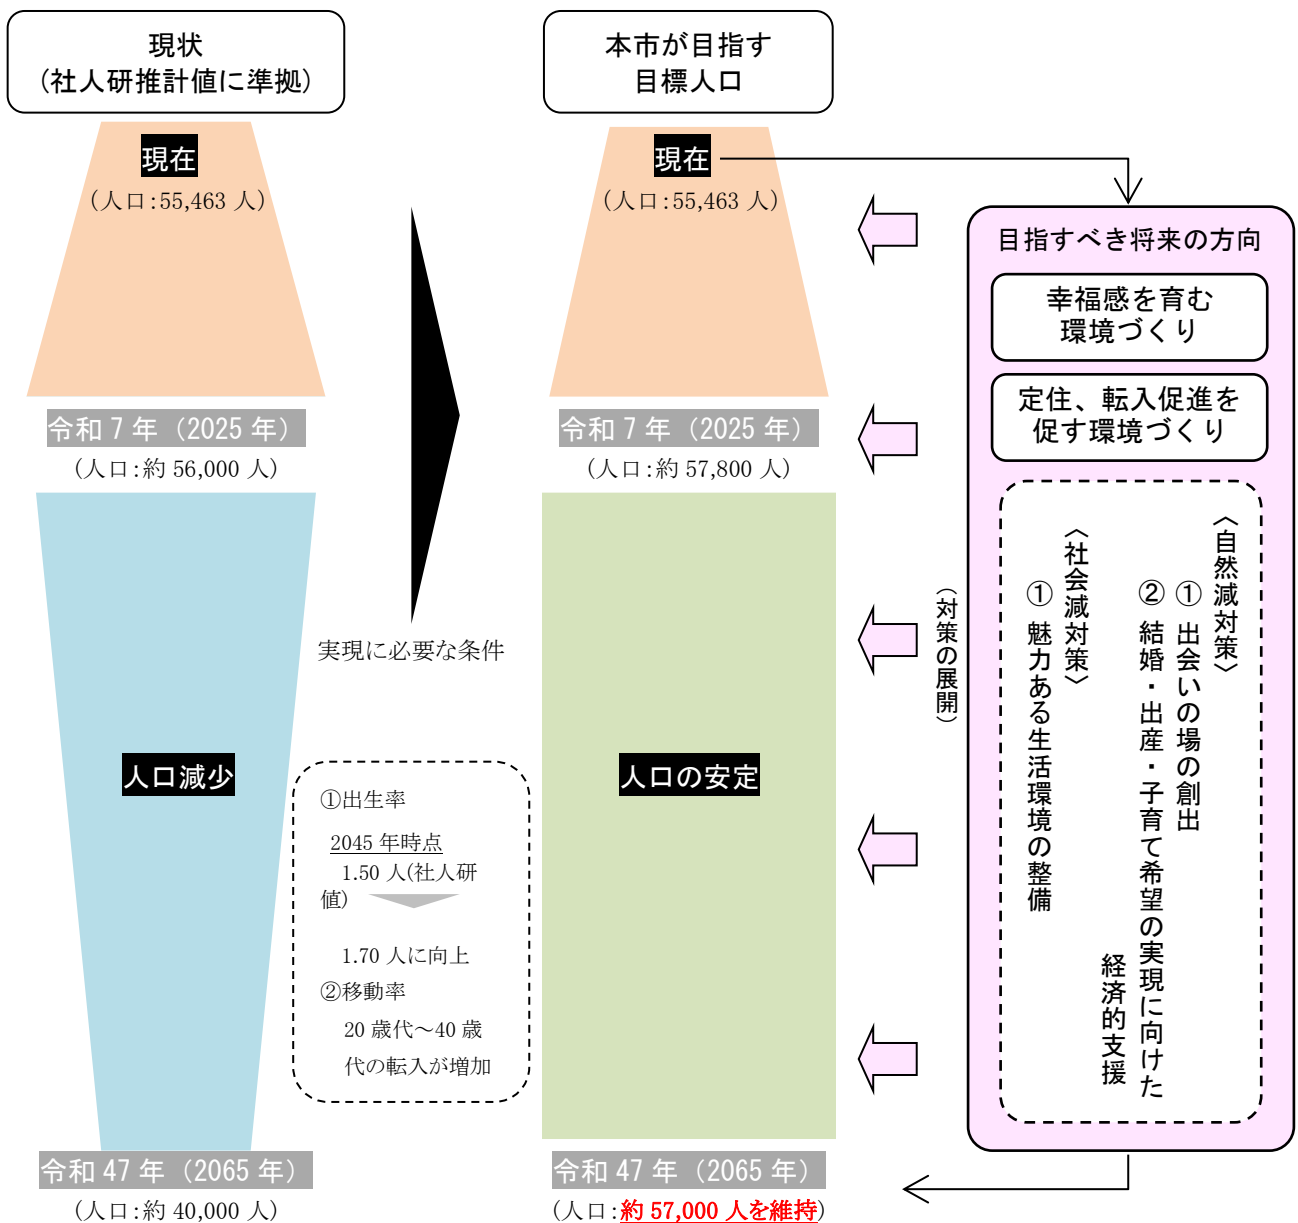 現状
(社人研推計値に準拠)
現在
(人口:55,463 人)
令和 7 年（2025 年）
(人口:約 56,000 人)
人口減少
令和 47 年（2065 年）
(人口:約 40,000 人)
実現に必要な条件
①出生率
2045 年時点
1.50 人(社人研
値)
1.70 人に向上
②移動率
20 歳代～40 歳
代の転入が増加
本市が目指す
目標人口
現在
(人口:55,463 人)
令和 7 年（2025 年）
(人口:約 57,800 人)
人口の安定
令和 47 年（2065 年）
(人口:約 57,000 人を維持)
（対策の展開）
目指すべき将来の方向
幸福感を育む
環境づくり
定住、転入促進を
促す環境づくり
〈自然減対策〉
① 出会いの場の創出
② 結婚・出産・子育て希望の実現に向けた
経済的支援
〈社会減対策〉
① 魅力ある生活環境の整備